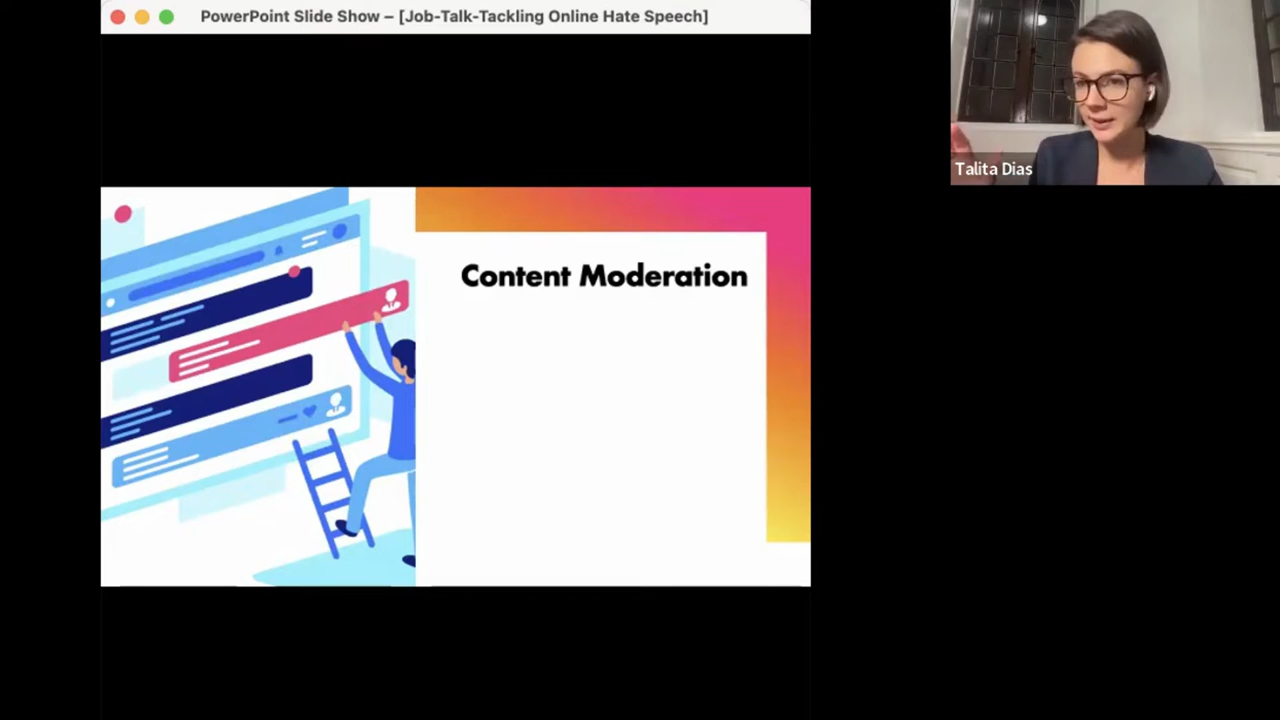 PowerPoint Slide Show – [Job-Talk-Tackling Online Hate Speech]
Talita Dias
Content Moderation